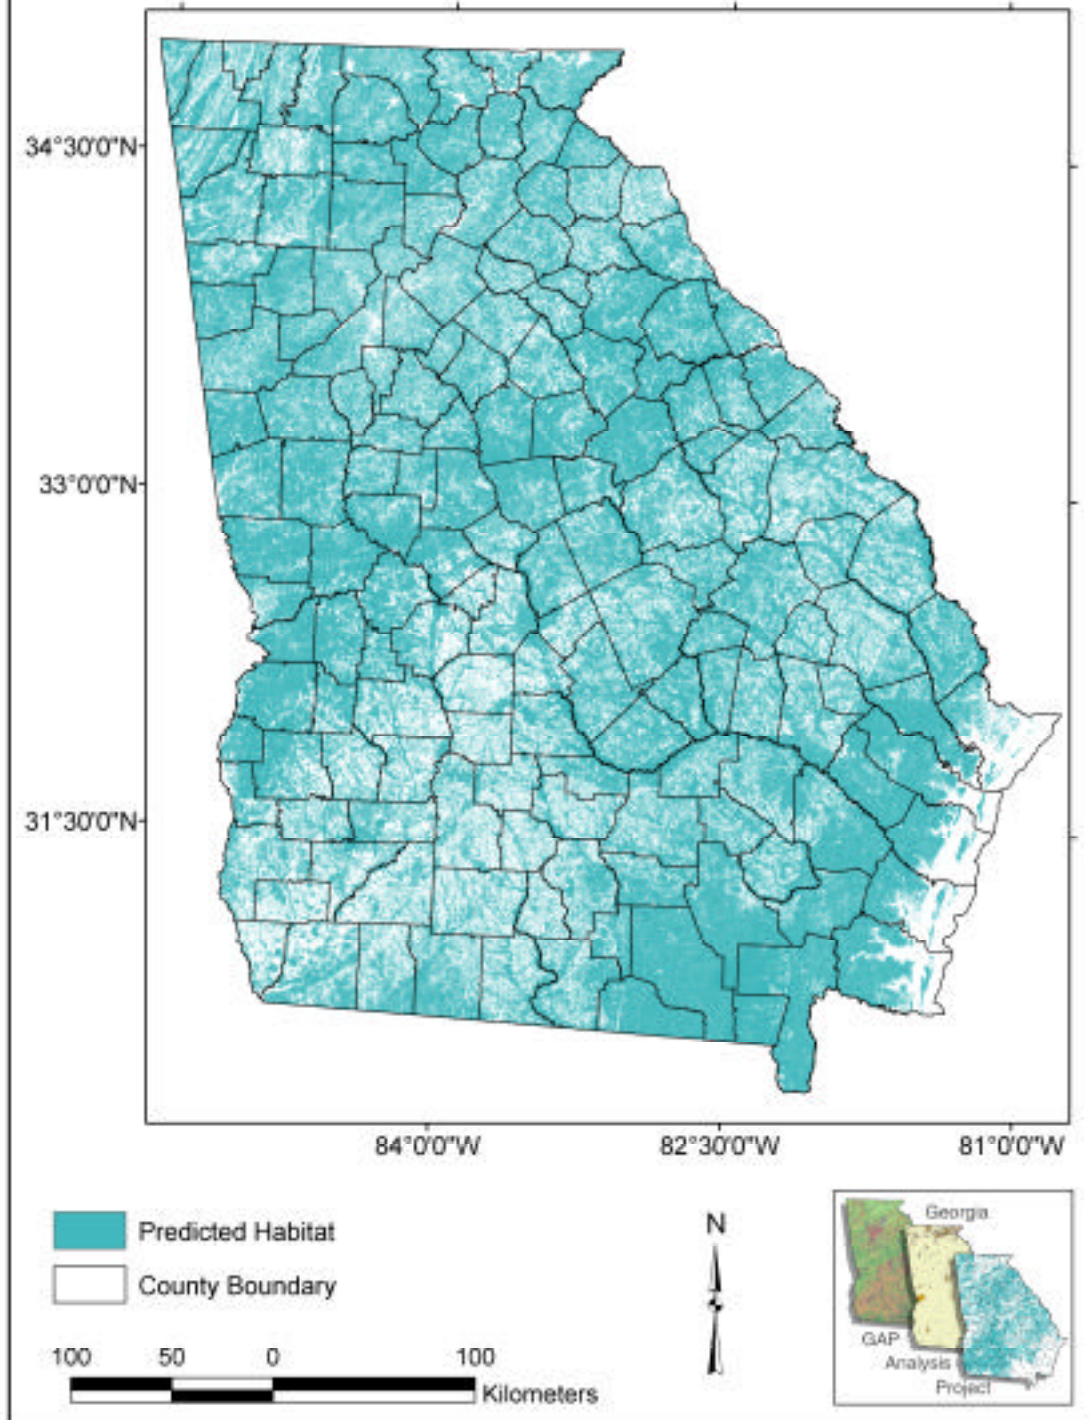 34°30'0"N
33°0'0"N
31°30'0"N
84°0'0"W 82°30'0"W 81°0'0"W
Predicted Habitat
County Boundary
100 50 0 100
Kilometers
N
Georgia
GAP
Analysis
Project